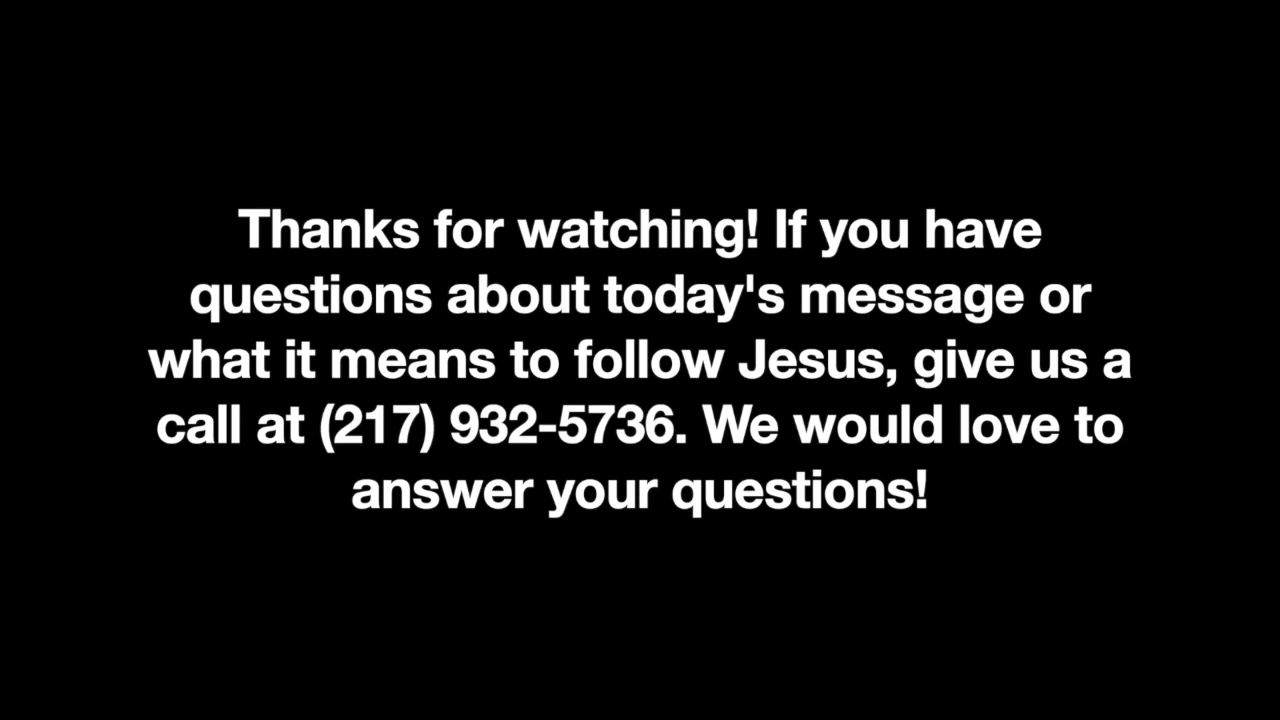 Thanks for watching! If you have
questions about today's message or
what it means to follow Jesus, give us a
call at (217) 932-5736. We would love to
answer your questions!